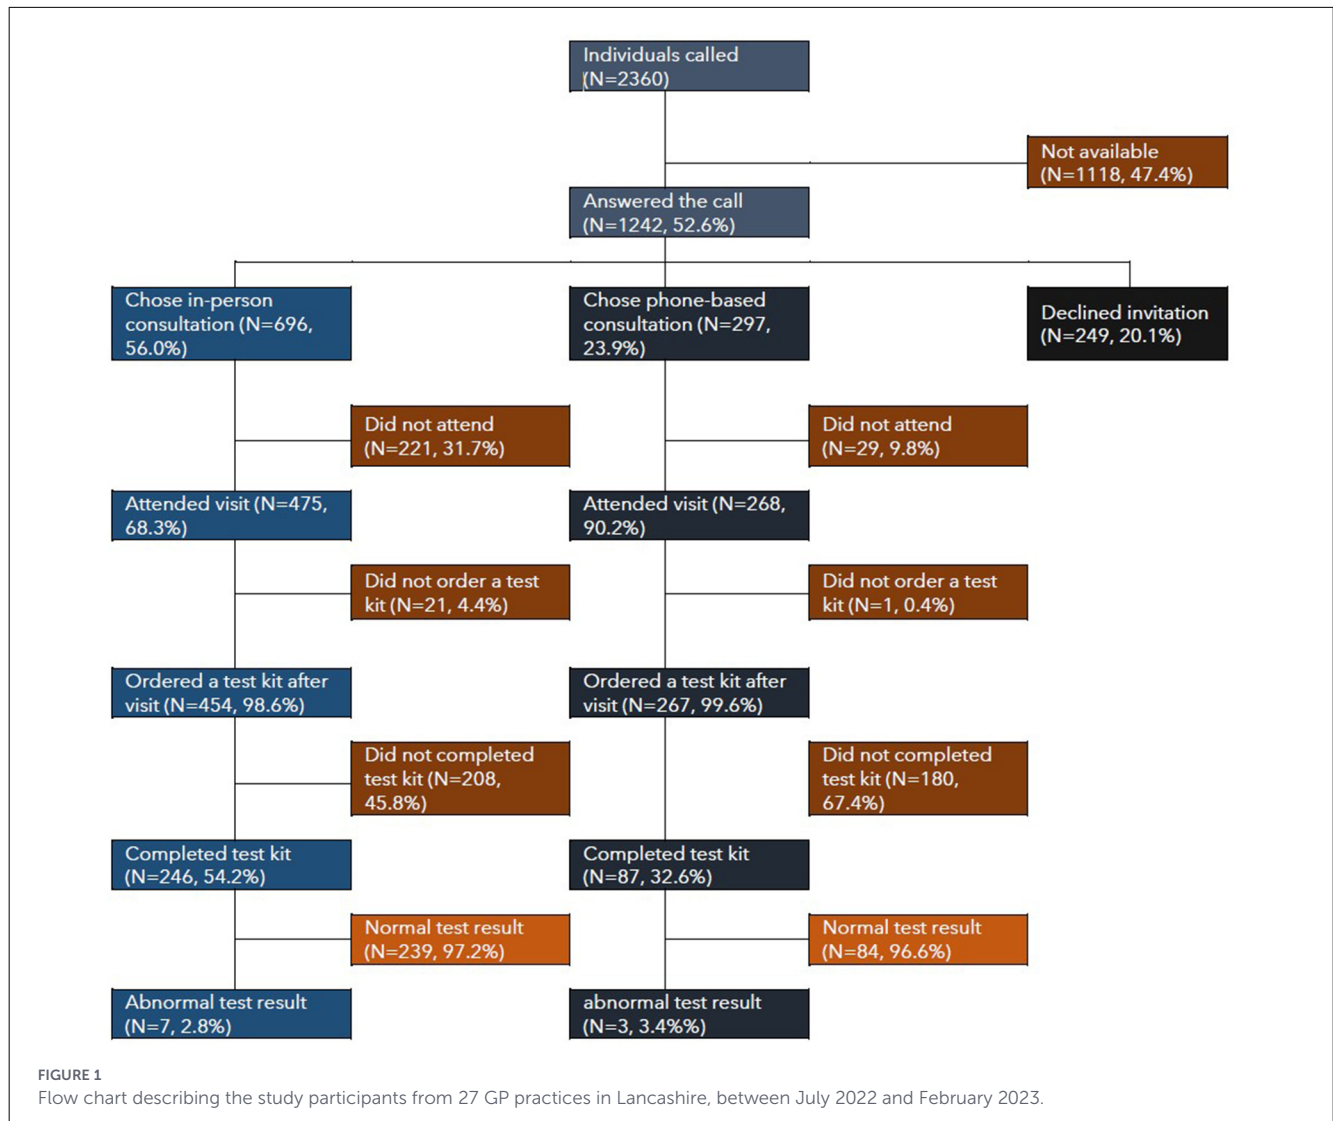 Individuals called
(N=2360)
Not available
(N=1118, 47.4%)
Answered the call
(N=1242, 52.6%)
Chose in-person
consultation (N=696,
56.0%)
Chose phone-based
consultation (N=297,
23.9%)
Declined invitation
(N=249, 20.1%)
Did not attend
(N=221, 31.7%)
Did not attend
(N=29, 9.8%)
Attended visit (N=475,
68.3%)
Attended visit (N=268,
90.2%)
Did not order a test
kit (N=21, 4.4%)
Did not order a test
kit (N=1, 0.4%)
Ordered a test kit after
visit (N=454, 98.6%)
Ordered a test kit after
visit (N=267, 99.6%)
Did not completed
test kit (N=208,
45.8%)
Did not completed
test kit (N=180,
67.4%)
Completed test kit
(N=246, 54.2%)
Completed test kit
(N=87, 32.6%)
Normal test result
(N=239, 97.2%)
Normal test result
(N=84, 96.6%)
Abnormal test result
(N=7, 2.8%)
abnormal test result
(N=3, 3.4%%)
FIGURE 1
Flow chart describing the study participants from 27 GP practices in Lancashire, between July 2022 and February 2023.